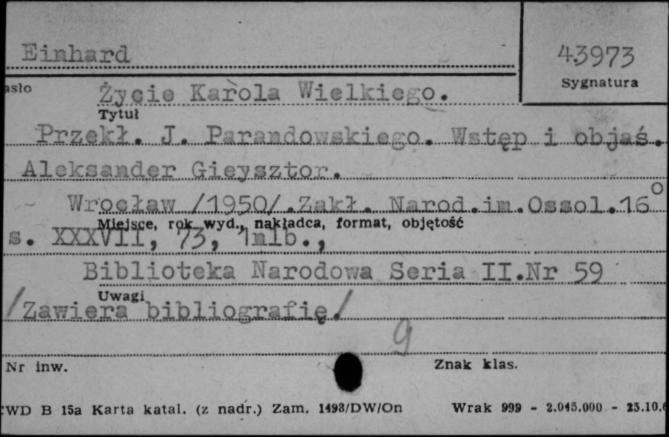 Einhard
43973
asło
Sygnatura
Życie Karola Wielkiego.
Tytuł
Przekł. J. Parandowskiego. Wstęp i objaś.
Aleksander Gieysztor.
Wrocław /1950/. Zakł. Narod.im.Ossol.16°
Miejsce, rok wyd., nakładca, format, objętość
s. XXXVII, 73, 1nlb.,
Biblioteka Narodowa Seria II.Nr 59
Uwagi
/Zawiera bibliografię/
9
Nr inw.
Znak klas.
CWD B 15a Karta katal. (z nadr.) Zam. 1493/DW/On Wrak 999 - 2.045.000 - 25.10.